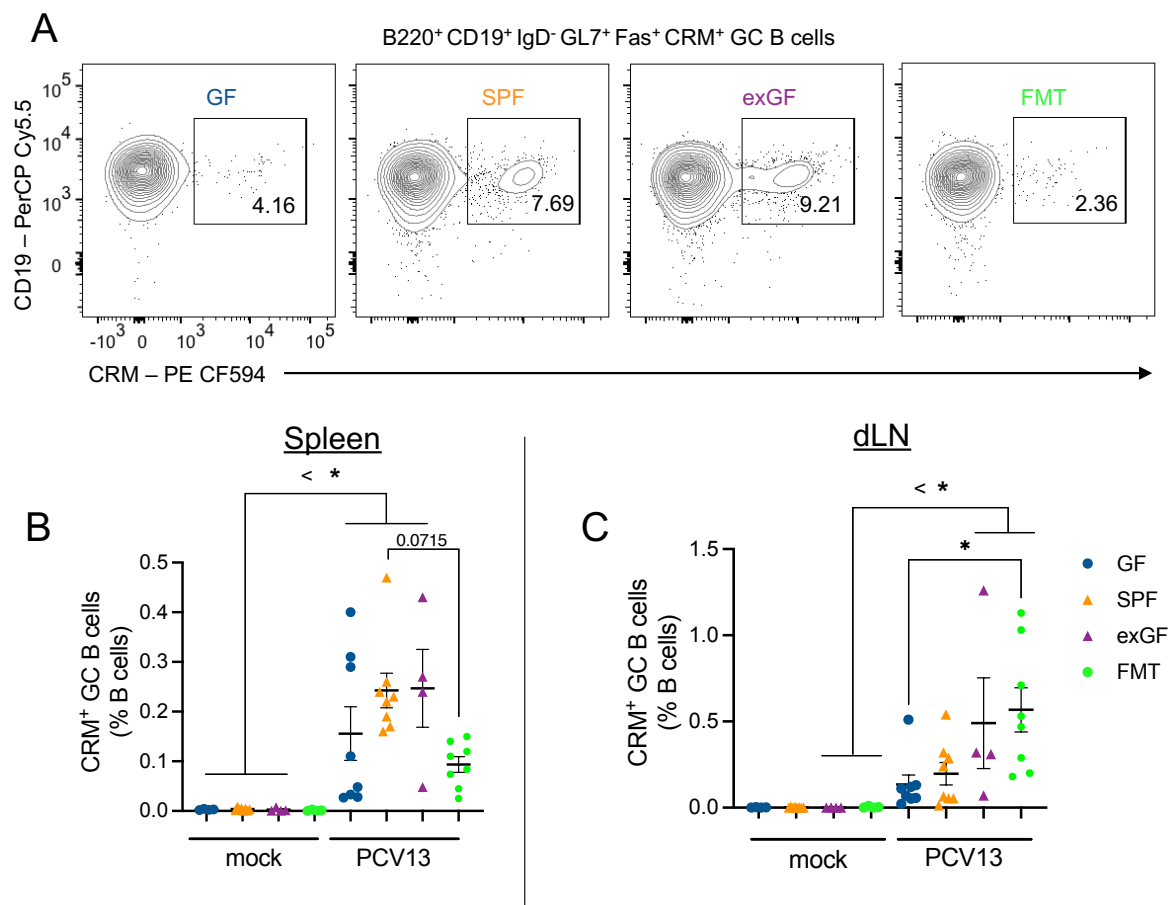 A
B220⁺ CD19⁺ IgD⁻ GL7⁺ Fas⁺ CRM⁺ GC B cells
CD19 – PerCP Cy5.5
10⁵
10⁴
10³
0
GF
4.16
SPF
7.69
exGF
9.21
FMT
2.36
-10³ 0 10³ 10⁴ 10⁵
CRM – PE CF594
B
Spleen
< *
0.0715
CRM⁺ GC B cells
(% B cells)
0.5
0.4
0.3
0.2
0.1
0.0
mock PCV13
C
dLN
< *
*
CRM⁺ GC B cells
(% B cells)
1.5
1.0
0.5
0.0
mock PCV13
GF
SPF
exGF
FMT